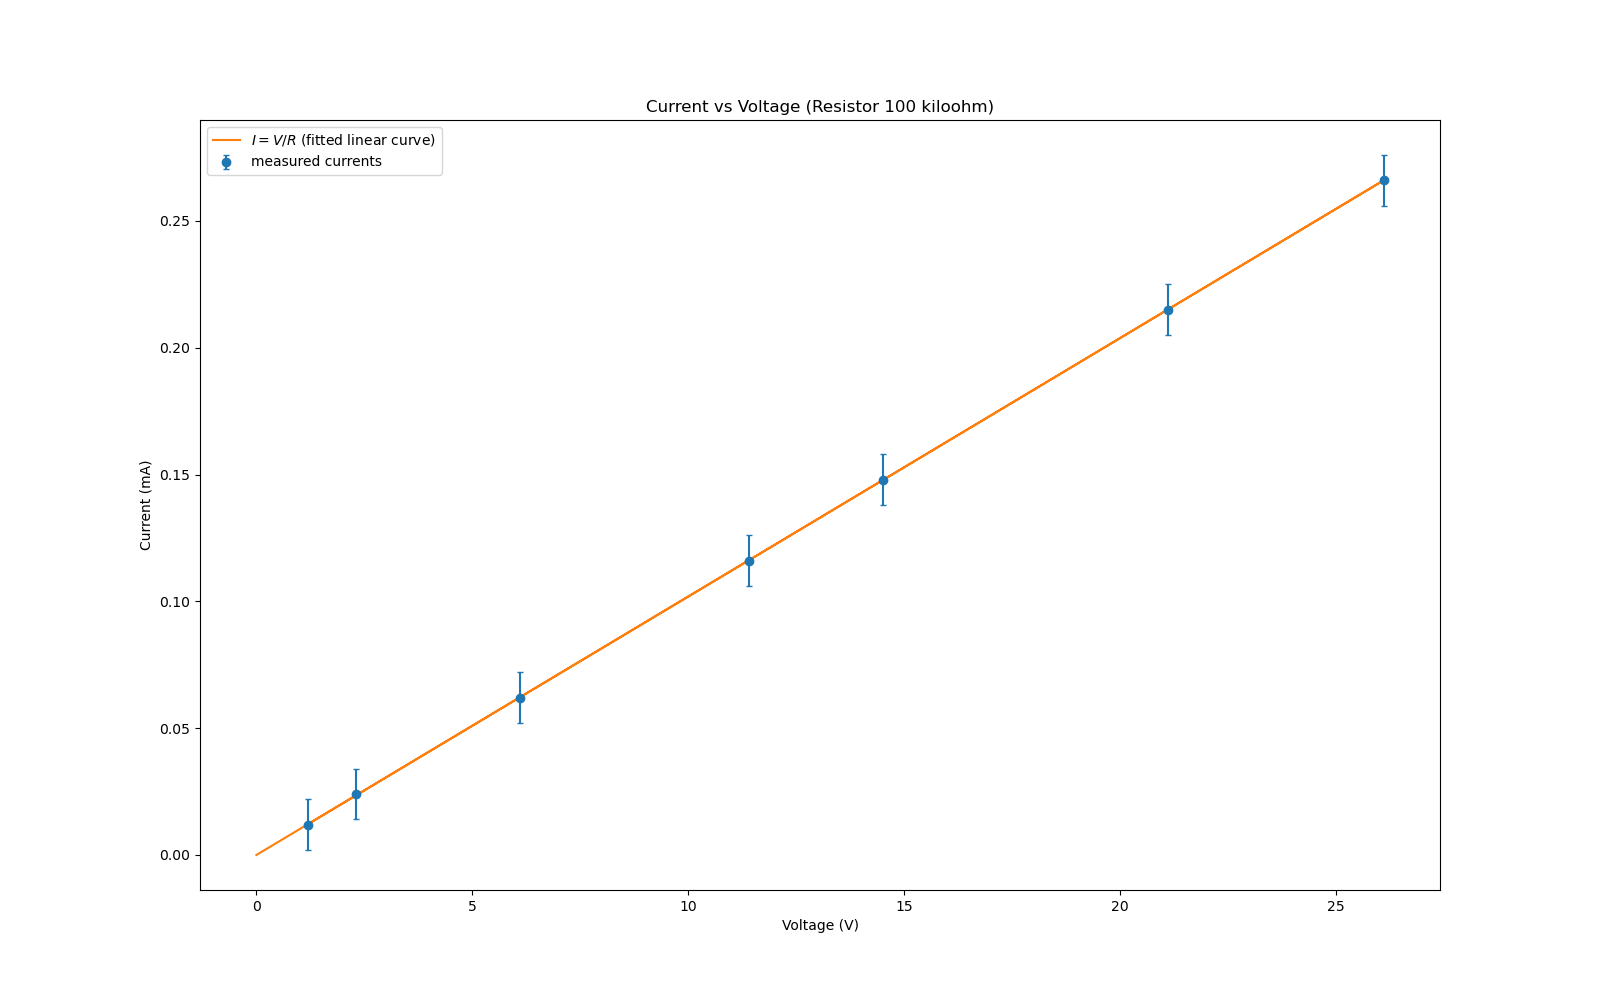 Current vs Voltage (Resistor 100 kiloohm)
I = V/R (fitted linear curve)
measured currents
0.25
0.20
0.15
0.10
0.05
0.00
Current (mA)
0 5 10 15 20 25
Voltage (V)